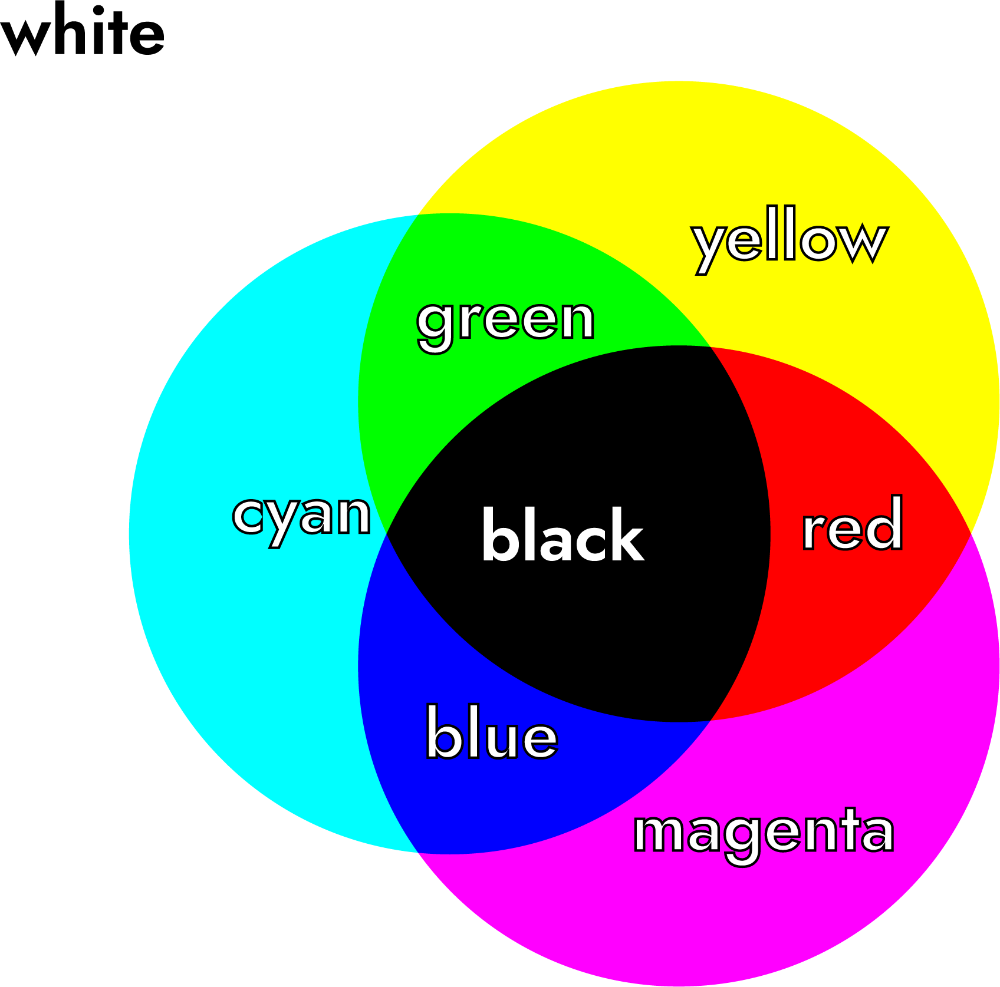 white
yellow
green
cyan
black
red
blue
magenta